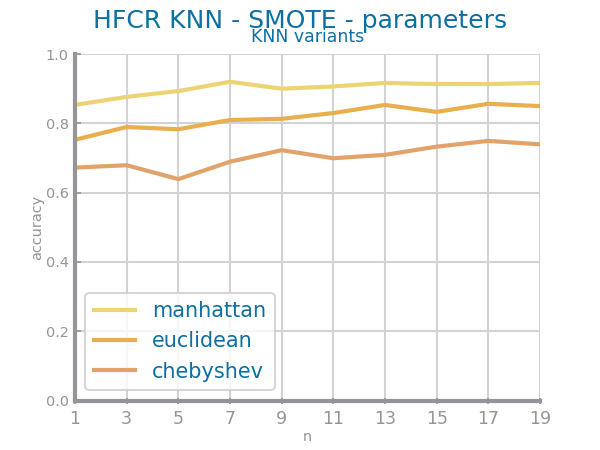 HFCR KNN - SMOTE - parameters
KNN variants
1.0
0.8
0.6
0.4
0.2
0.0
accuracy
manhattan
euclidean
chebyshev
1 3 5 7 9 11 13 15 17 19
n